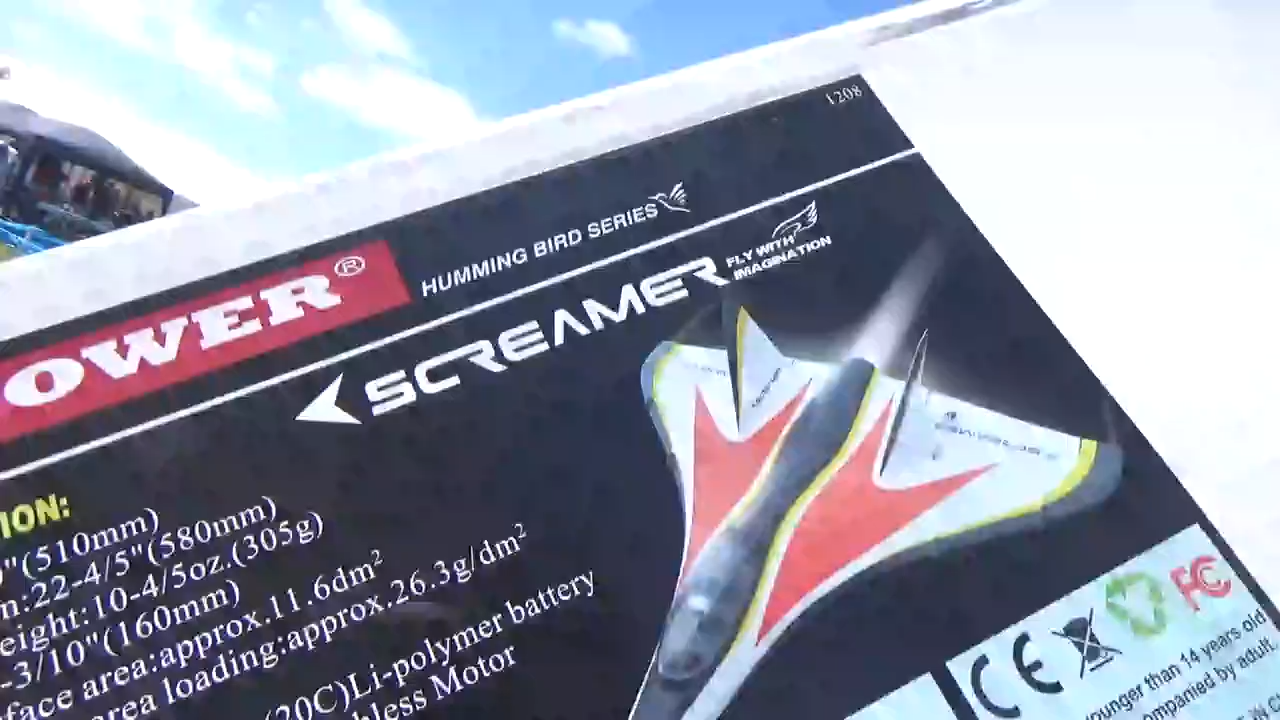 1208
OWER®
HUMMING BIRD SERIES
SCREAMER
FLY WITH
IMAGINATION
ION:
"(510mm)
n:22-4/5"(580mm)
eight:10-4/5oz.(305g)
-3/10"(160mm)
face area:approx.11.6dm²
area loading:approx.26.3g/dm²
(20C)Li-polymer battery
hless Motor
CE FC
ounger than 14 years old
ompanied by adult.